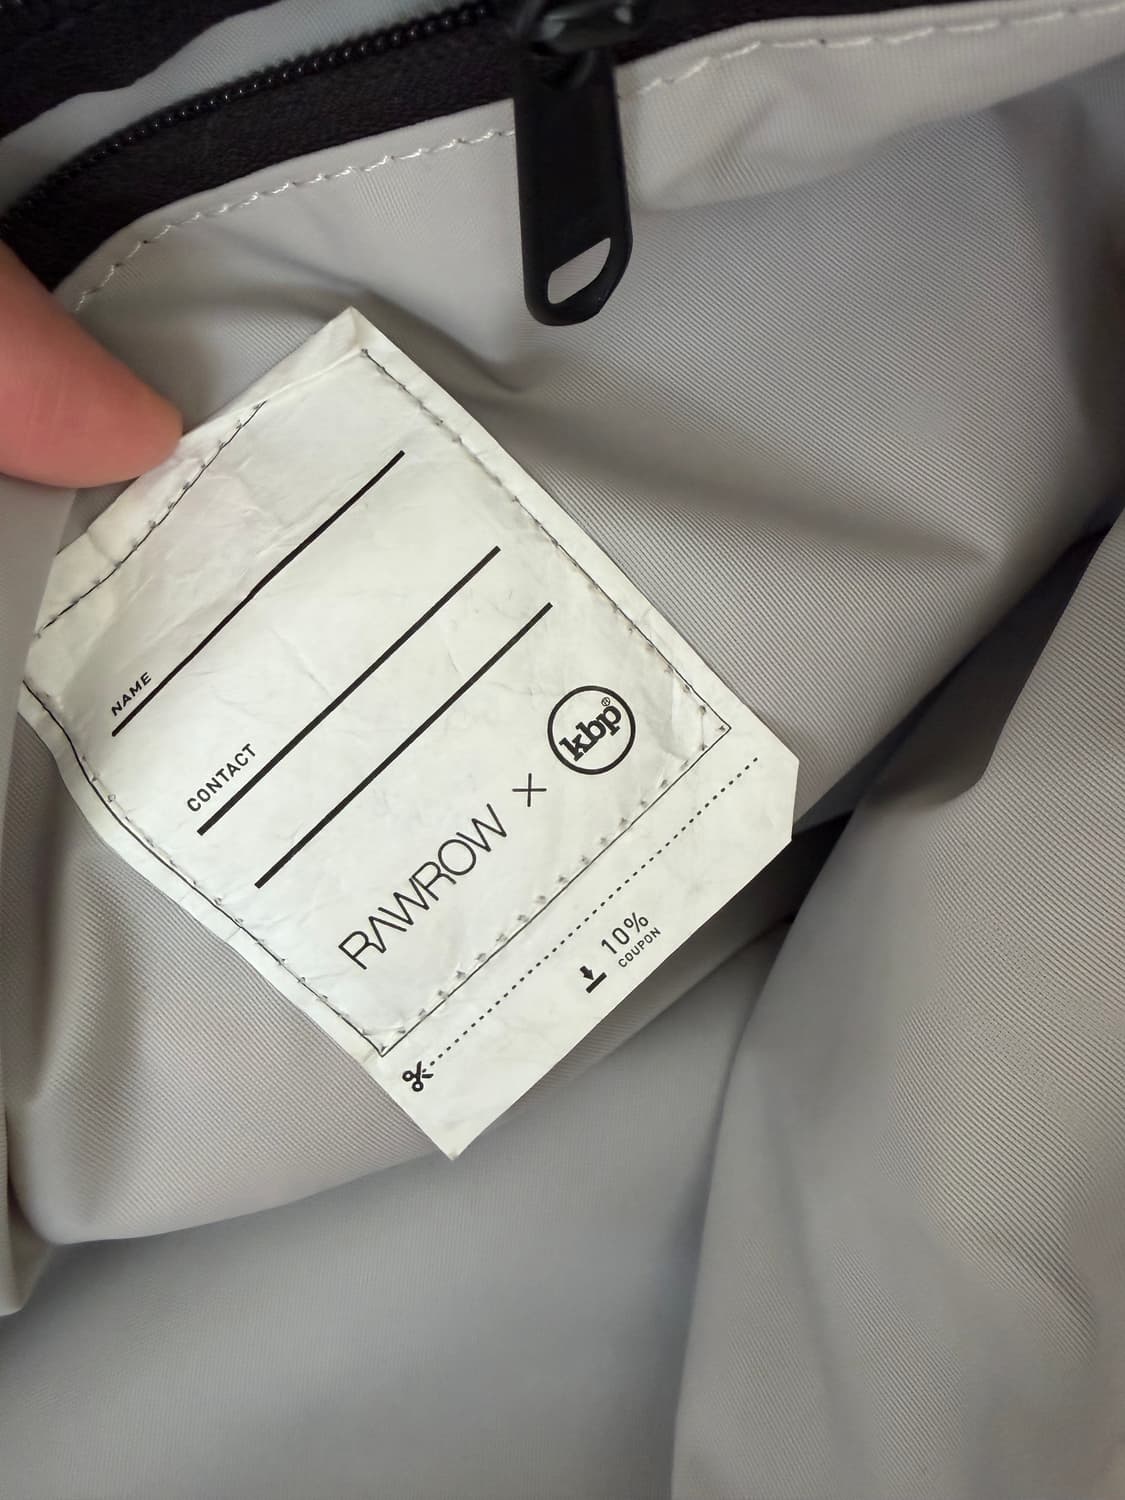 NAME
CONTACT
RAWROW × kbp®
10%
COUPON